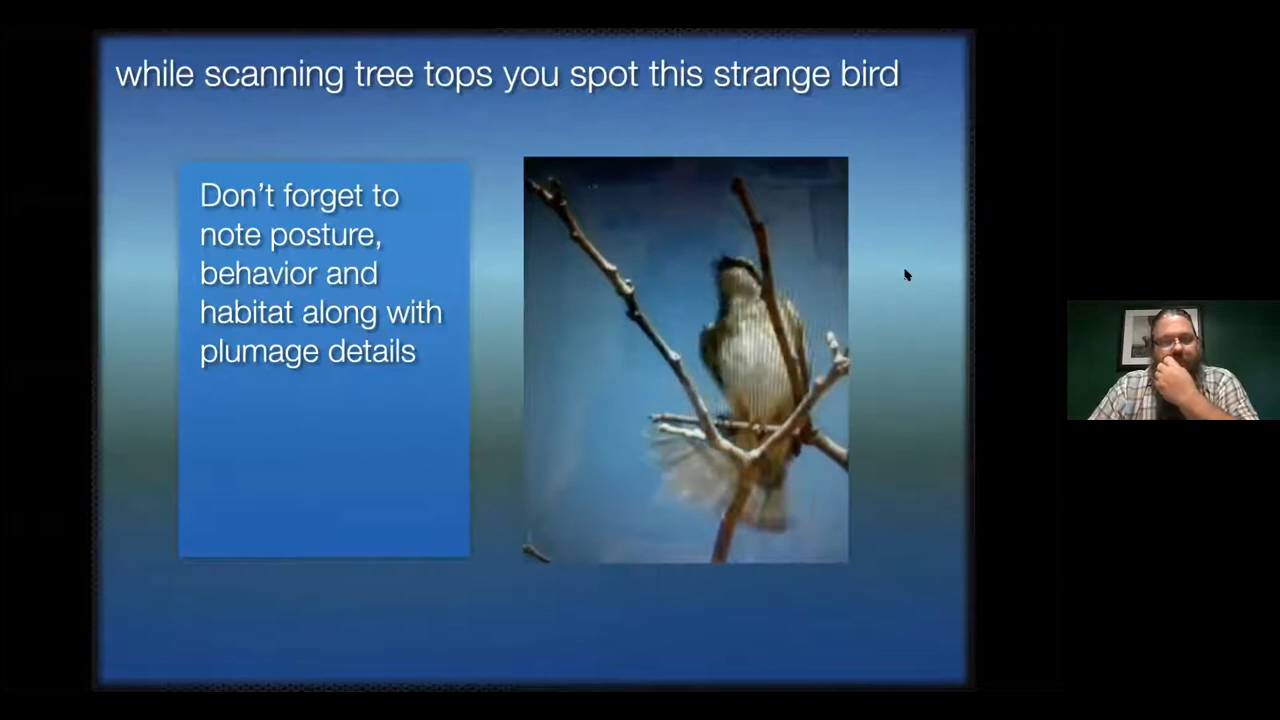 while scanning tree tops you spot this strange bird
Don’t forget to
note posture,
behavior and
habitat along with
plumage details